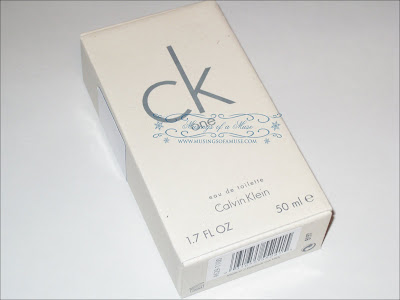 ck
one
Musings of a Muse
WWW.MUSINGSOFAMUSE.COM
eau de toilette
Calvin Klein
1.7 FL OZ 50 ml e